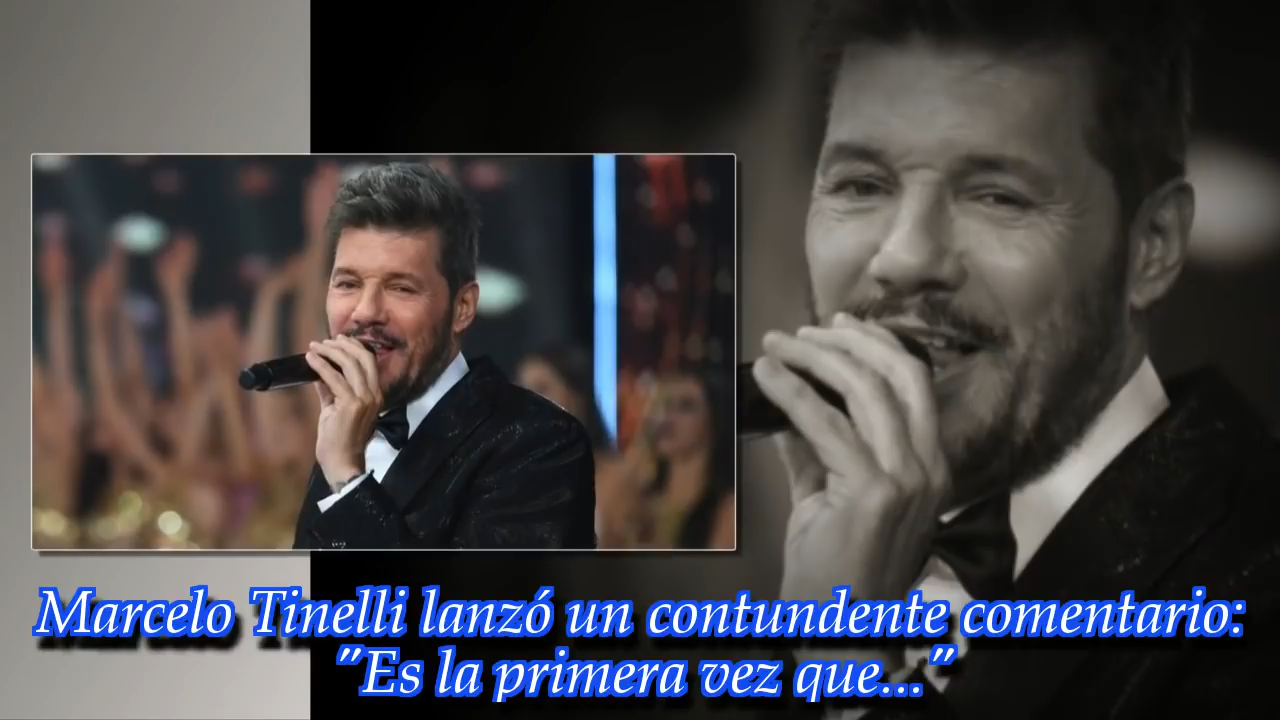 Marcelo Tinelli lanzó un contundente comentario:
"Es la primera vez que..."